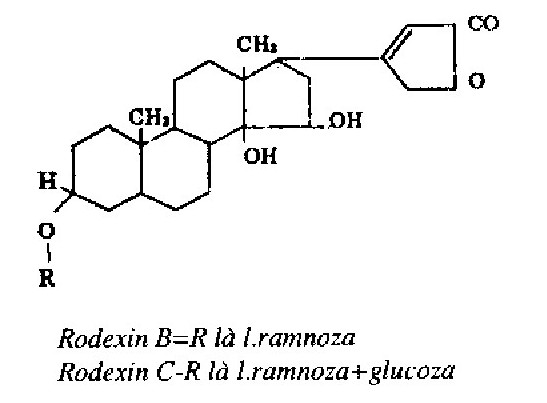 CH₃ CO
O
CH₃ OH
OH
H
O
R
Rodexin B=R là l.ramnoza
Rodexin C-R là l.ramnoza+glucoza